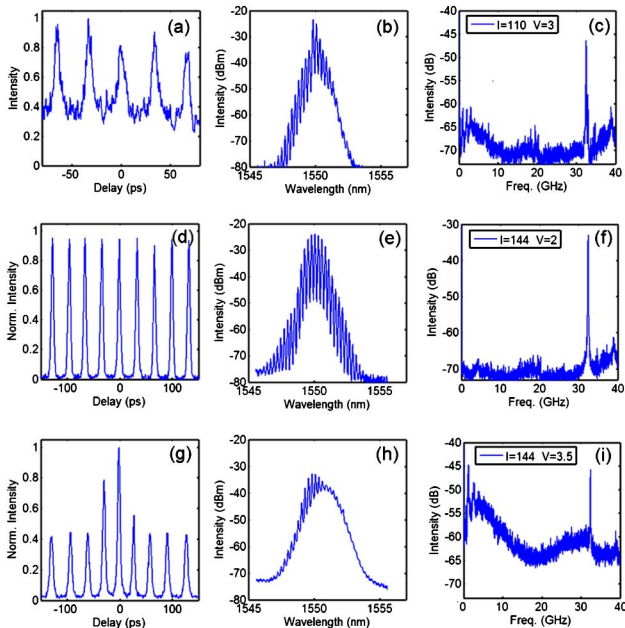 (a)
1
0.8
0.6
0.4
0.2
0
-50 0 50
Delay (ps)
Intensity
(b)
-20
-30
-40
-50
-60
-70
-80
1545 1550 1555
Wavelength (nm)
Intensity (dBm)
(c)
I=110 V=3
-40
-45
-50
-55
-60
-65
-70
0 10 20 30 40
Freq. (GHz)
Intensity (dB)
(d)
1
0.8
0.6
0.4
0.2
0
-100 0 100
Delay (ps)
Norm. Intensity
(e)
-20
-30
-40
-50
-60
-70
-80
1545 1550 1555
Wavelength (nm)
Intensity (dBm)
(f)
I=144 V=2
-30
-40
-50
-60
-70
0 10 20 30 40
Freq. (GHz)
Intensity (dB)
(g)
1
0.8
0.6
0.4
0.2
0
-100 0 100
Delay (ps)
Norm. Intensity
(h)
-20
-30
-40
-50
-60
-70
-80
1545 1550 1555
Wavelength (nm)
Intensity (dBm)
(i)
I=144 V=3.5
-40
-45
-50
-55
-60
-65
-70
0 10 20 30 40
Freq. (GHz)
Intensity (dB)